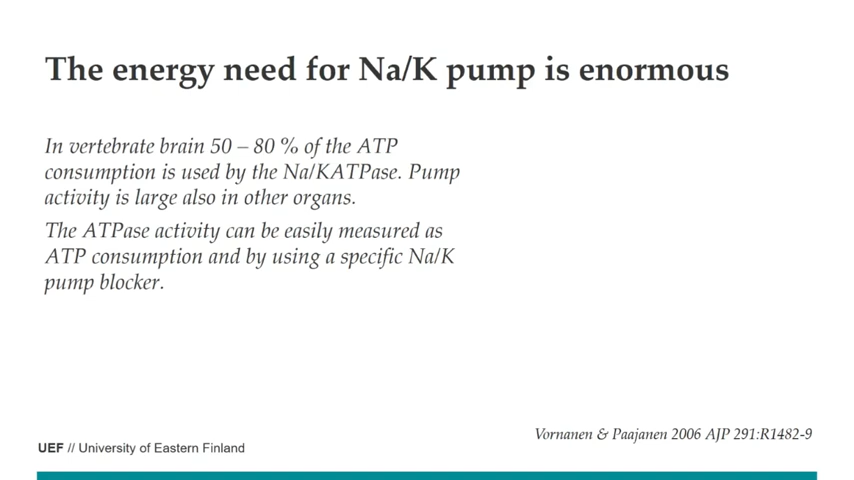 The energy need for Na/K pump is enormous
In vertebrate brain 50 – 80 % of the ATP
consumption is used by the Na/KATPase. Pump
activity is large also in other organs.
The ATPase activity can be easily measured as
ATP consumption and by using a specific Na/K
pump blocker.
Vornanen & Paajanen 2006 AJP 291:R1482-9
UEF // University of Eastern Finland